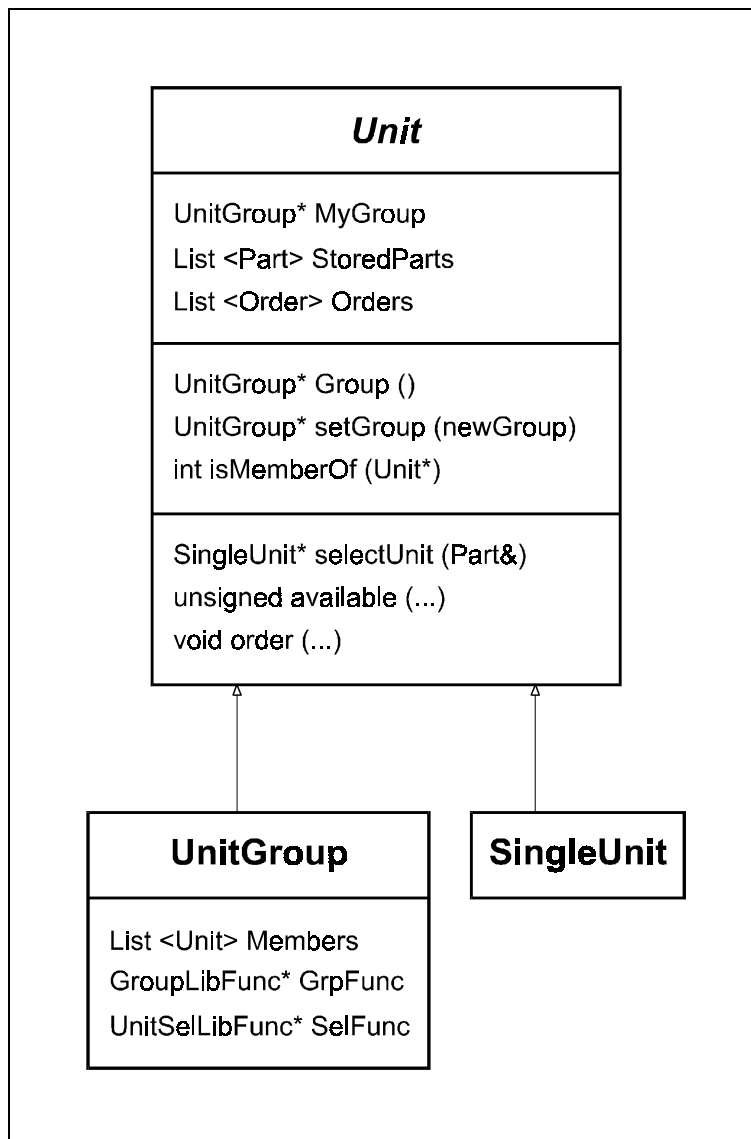 Unit
UnitGroup* MyGroup
List <Part> StoredParts
List <Order> Orders
UnitGroup* Group ()
UnitGroup* setGroup (newGroup)
int isMemberOf (Unit*)
SingleUnit* selectUnit (Part&)
unsigned available (...)
void order (...)
UnitGroup
List <Unit> Members
GroupLibFunc* GrpFunc
UnitSelLibFunc* SelFunc
SingleUnit